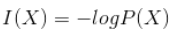 I(X) = −logP(X)